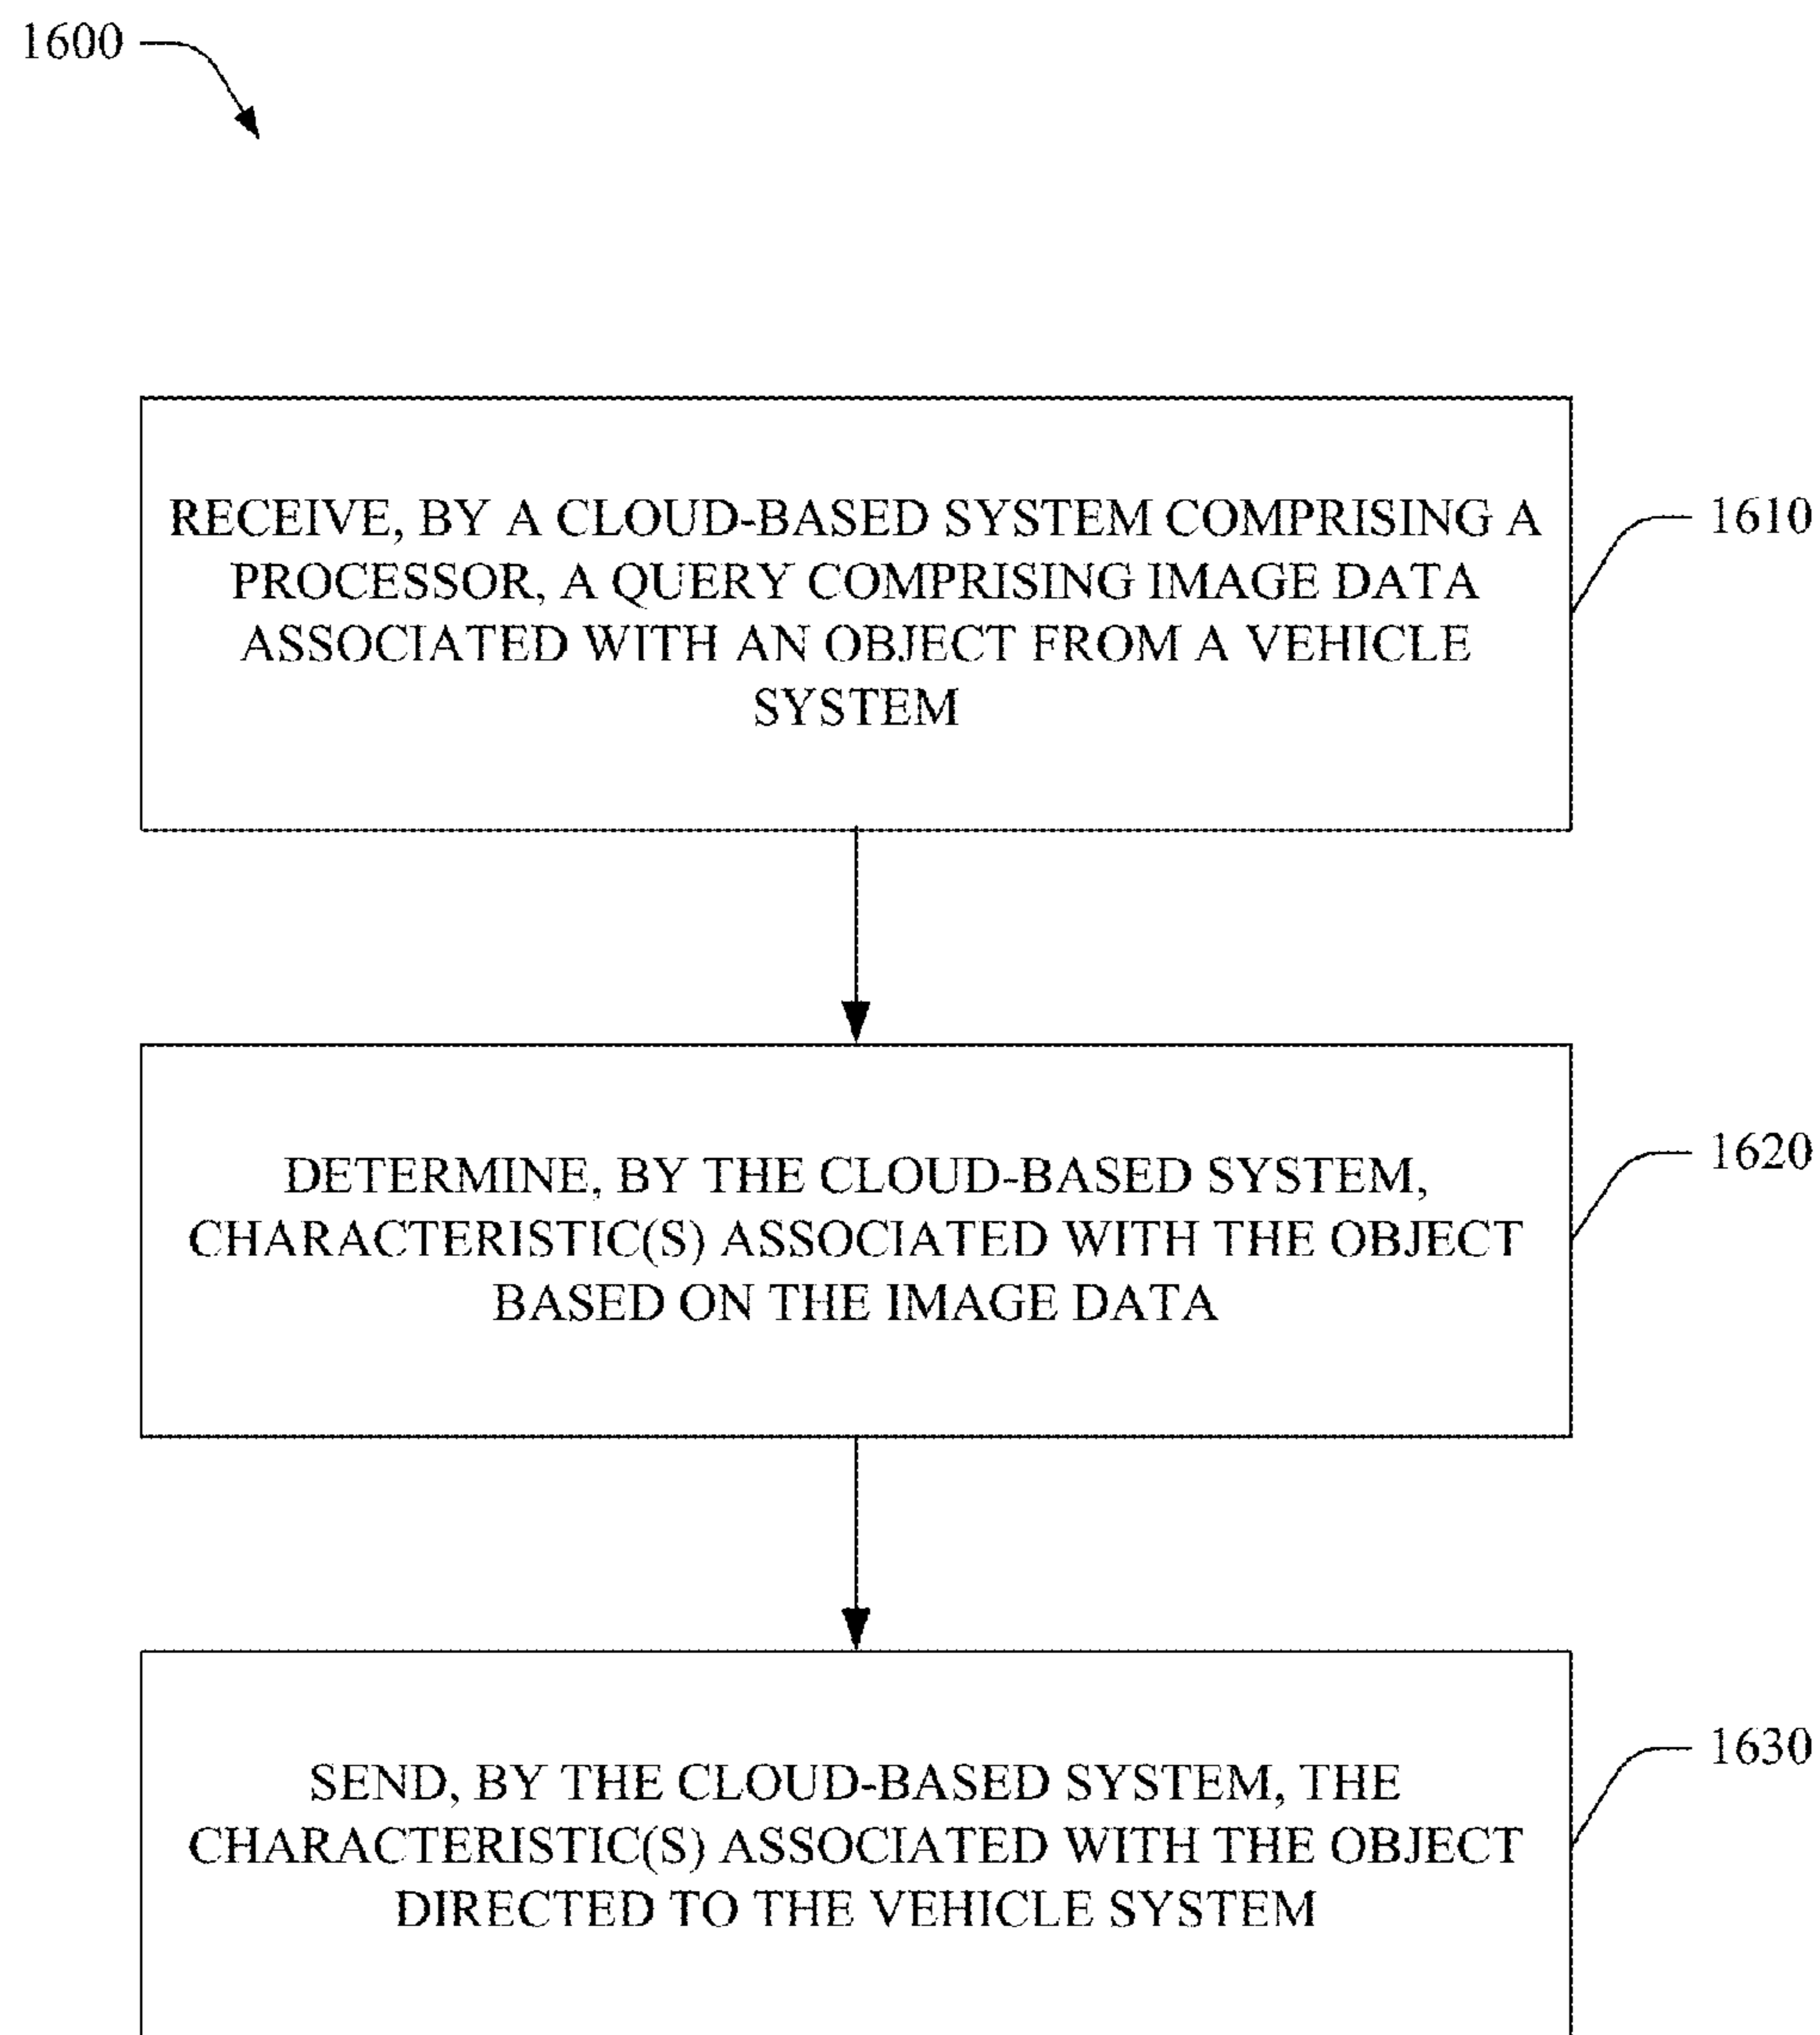 1600
RECEIVE, BY A CLOUD-BASED SYSTEM COMPRISING A
PROCESSOR, A QUERY COMPRISING IMAGE DATA
ASSOCIATED WITH AN OBJECT FROM A VEHICLE
SYSTEM
1610
DETERMINE, BY THE CLOUD-BASED SYSTEM,
CHARACTERISTIC(S) ASSOCIATED WITH THE OBJECT
BASED ON THE IMAGE DATA
1620
SEND, BY THE CLOUD-BASED SYSTEM, THE
CHARACTERISTIC(S) ASSOCIATED WITH THE OBJECT
DIRECTED TO THE VEHICLE SYSTEM
1630